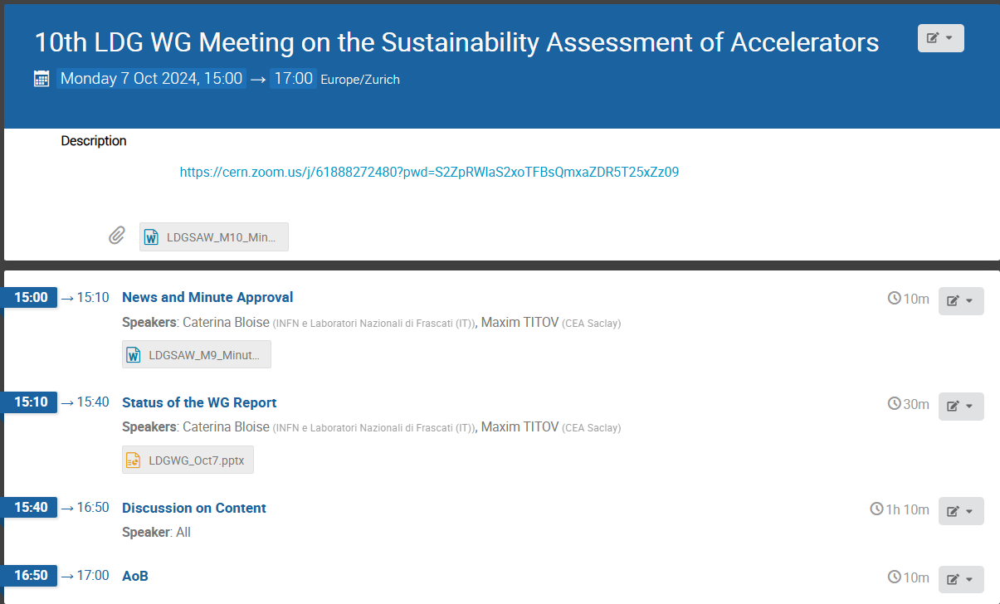 10th LDG WG Meeting on the Sustainability Assessment of Accelerators
Monday 7 Oct 2024, 15:00 → 17:00 Europe/Zurich
Description
https://cern.zoom.us/j/61888272480?pwd=S2ZpRWlaS2xoTFBsQmxaZDR5T25xZz09
LDGSAW_M10_Min...
15:00 → 15:10 News and Minute Approval 10m
Speakers: Caterina Bloise (INFN e Laboratori Nazionali di Frascati (IT)), Maxim TITOV (CEA Saclay)
LDGSAW_M9_Minut...
15:10 → 15:40 Status of the WG Report 30m
Speakers: Caterina Bloise (INFN e Laboratori Nazionali di Frascati (IT)), Maxim TITOV (CEA Saclay)
LDGWG_Oct7.pptx
15:40 → 16:50 Discussion on Content 1h 10m
Speaker: All
16:50 → 17:00 AoB 10m